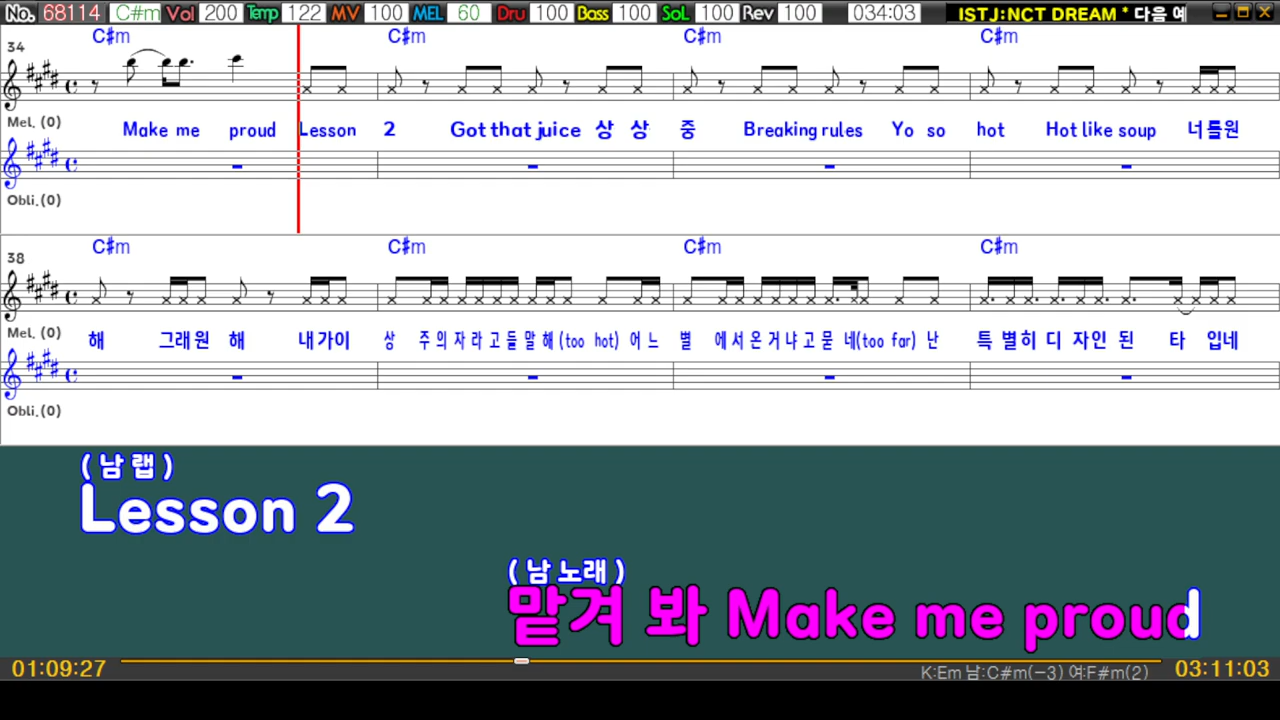 No. 68114 C#m Vol 200 Temp 122 MV 100 MEL 60 Dru 100 Bass 100 SoL 100 Rev 100 034:03 ISTJ:NCT DREAM * 다음 예
C#m C#m C#m C#m
34
Mel. (0) Make me proud Lesson 2 Got that juice 상 상 중 Breaking rules Yo so hot Hot like soup 너를원
Obli.(0)
C#m C#m C#m C#m
38
Mel. (0) 해 그래원 해 내가이 상 주의자라고들말해(too hot) 어느 별 에서온거냐고묻 네(too far) 난 특 별히 디 자인 된 타 입네
Obli.(0)
( 남 랩 )
Lesson 2
( 남 노래 )
맡겨 봐 Make me proud
01:09:27 K:Em 남:C#m(-3) 여:F#m(2) 03:11:03